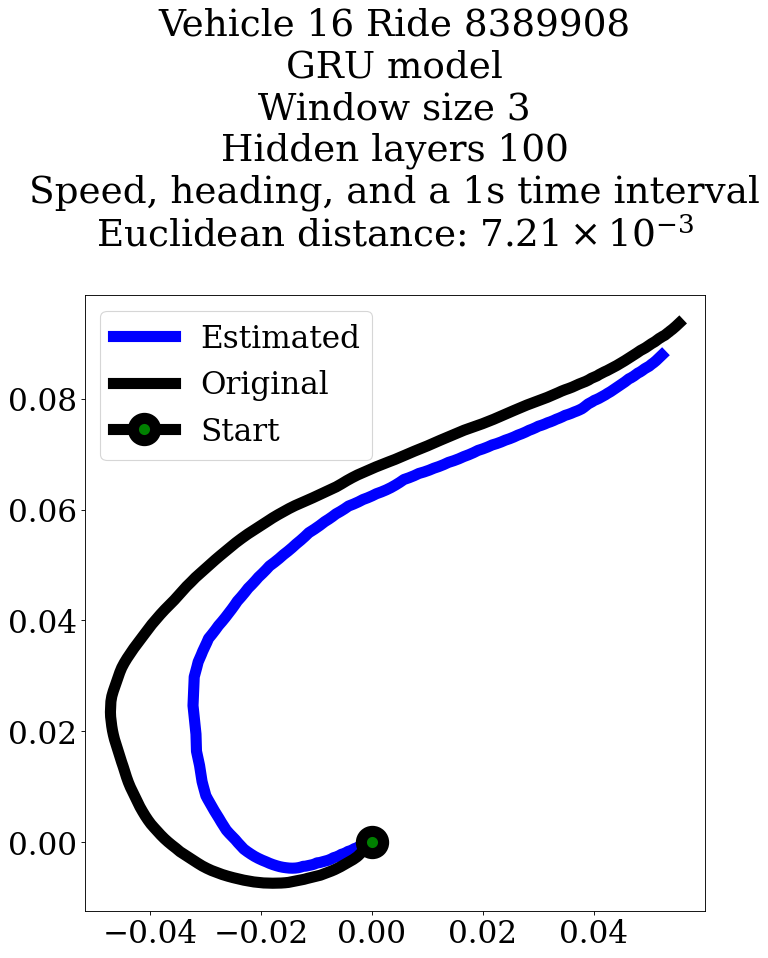 Vehicle 16 Ride 8389908
GRU model
Window size 3
Hidden layers 100
Speed, heading, and a 1s time interval
Euclidean distance: 7.21 × 10⁻³
Estimated
Original
Start
0.08
0.06
0.04
0.02
0.00
−0.04 −0.02 0.00 0.02 0.04